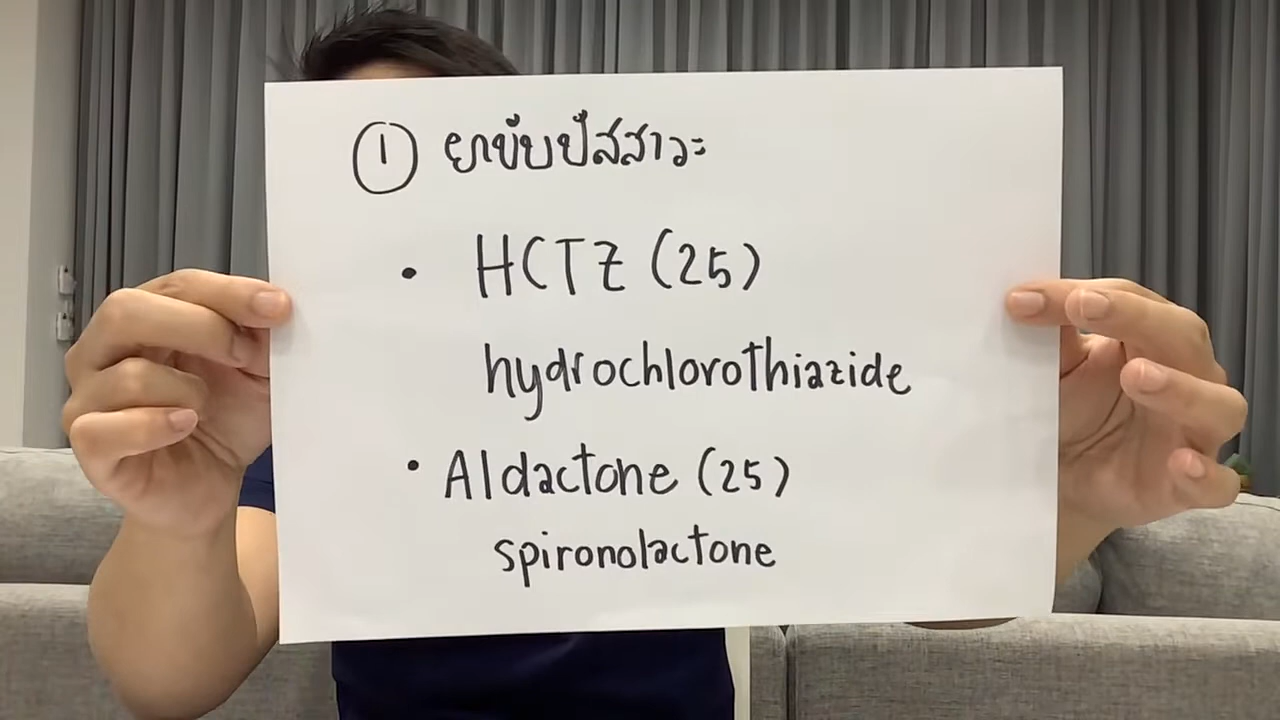 ① ยาขับปัสสาวะ
• HCTZ (25)
hydrochlorothiazide
• Aldactone (25)
spironolactone